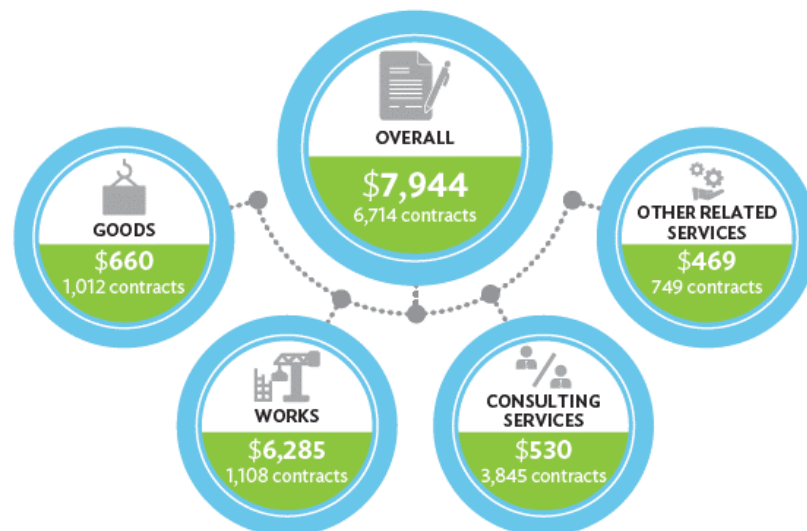 OVERALL
$7,944
6,714 contracts
GOODS
$660
1,012 contracts
OTHER RELATED
SERVICES
$469
749 contracts
WORKS
$6,285
1,108 contracts
CONSULTING
SERVICES
$530
3,845 contracts